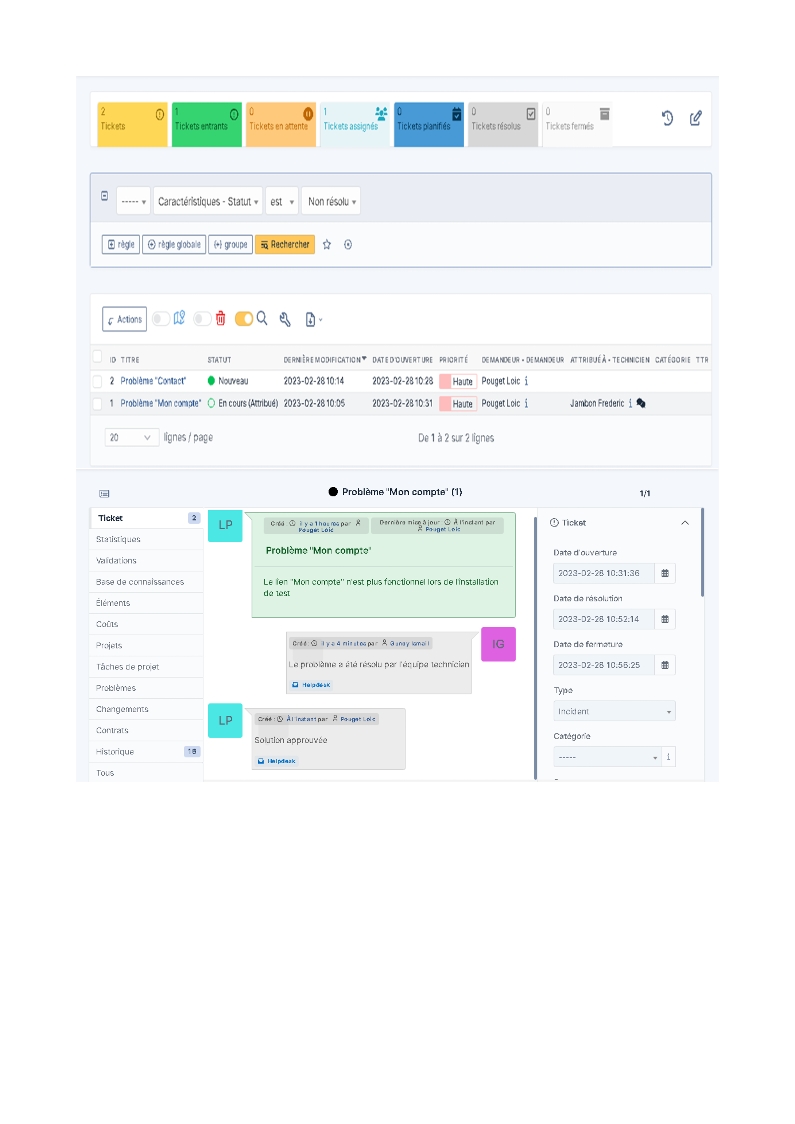 2 1 0 1 0 0 0
Tickets Tickets entrants Tickets en attente Tickets assignés Tickets planifiés Tickets résolus Tickets fermés
----- Caractéristiques - Statut est Non résolu
règle règle globale groupe Rechercher
Actions
ID TITRE STATUT DERNIÈRE MODIFICATION DATE D'OUVERTURE PRIORITÉ DEMANDEUR - DEMANDEUR ATTRIBUÉ À - TECHNICIEN CATÉGORIE TTR
2 Problème "Contact" Nouveau 2023-02-28 10:14 2023-02-28 10:28 Haute Pouget Loic i
1 Problème "Mon compte" En cours (Attribué) 2023-02-28 10:05 2023-02-28 10:31 Haute Pouget Loic i Jambon Frederic i
20 lignes / page De 1 à 2 sur 2 lignes
Problème "Mon compte" (1) 1/1
Ticket 2
Statistiques
Validations
Base de connaissances
Éléments
Coûts
Projets
Tâches de projet
Problèmes
Changements
Contrats
Historique 18
Tous
LP
Créé : Il y a 1 heures par Pouget Loic
Dernière mise à jour : À l'instant par Pouget Loic
Problème "Mon compte"
Le lien "Mon compte" n'est plus fonctionnel lors de l'installation
de test
IG
Créé : Il y a 4 minutes par Gunay Ismail
Le problème a été résolu par l'équipe technicien
Helpdesk
LP
Créé : À l'instant par Pouget Loic
Solution approuvée
Helpdesk
Ticket
Date d'ouverture
2023-02-28 10:31:36
Date de résolution
2023-02-28 10:52:14
Date de fermeture
2023-02-28 10:56:25
Type
Incident
Catégorie
----- i